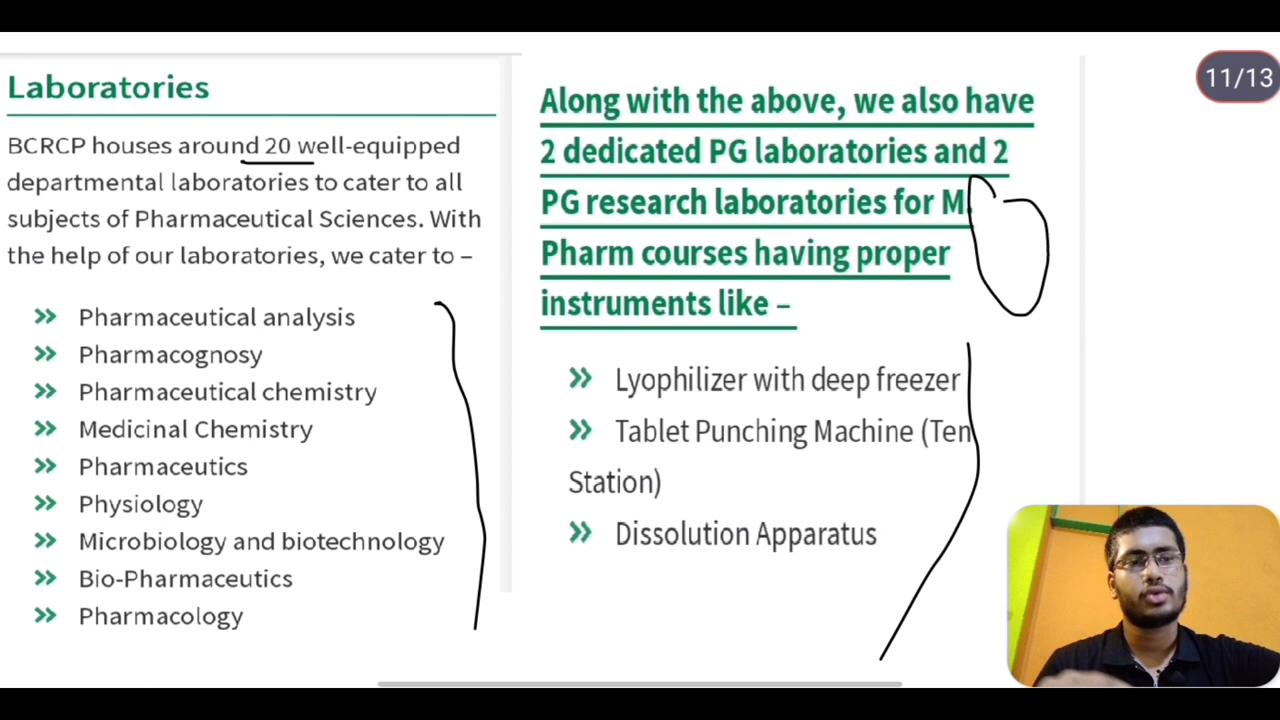 Laboratories
BCRCP houses around 20 well-equipped
departmental laboratories to cater to all
subjects of Pharmaceutical Sciences. With
the help of our laboratories, we cater to –
» Pharmaceutical analysis
» Pharmacognosy
» Pharmaceutical chemistry
» Medicinal Chemistry
» Pharmaceutics
» Physiology
» Microbiology and biotechnology
» Bio-Pharmaceutics
» Pharmacology
Along with the above, we also have
2 dedicated PG laboratories and 2
PG research laboratories for M.
Pharm courses having proper
instruments like –
» Lyophilizer with deep freezer
» Tablet Punching Machine (Ten
Station)
» Dissolution Apparatus
11/13